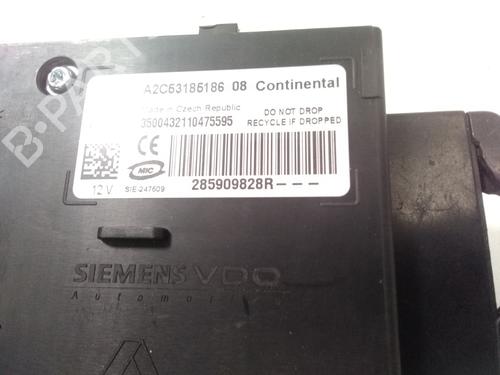 B-PARTS
A2C53185186 08 Continental
Made in Czech Republic
DO NOT DROP
3500432110475595
RECYCLE IF DROPPED
CE
MIC
12 V
SIE-247609
285909828R - - -
SIEMENS VDO
Automotive